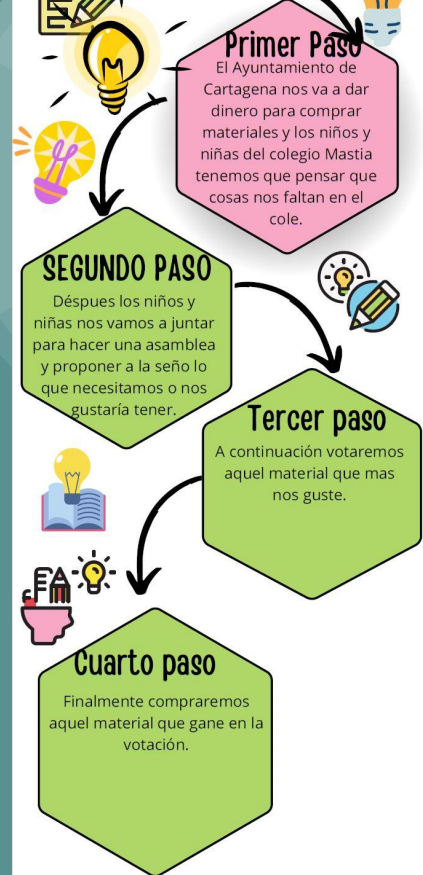 Primer Paso
El Ayuntamiento de
Cartagena nos va a dar
dinero para comprar
materiales y los niños y
niñas del colegio Mastia
tenemos que pensar que
cosas nos faltan en el
cole.
SEGUNDO PASO
Déspues los niños y
niñas nos vamos a juntar
para hacer una asamblea
y proponer a la seño lo
que necesitamos o nos
gustaría tener.
Tercer paso
A continuación votaremos
aquel material que mas
nos guste.
Cuarto paso
Finalmente compraremos
aquel material que gane en la
votación.